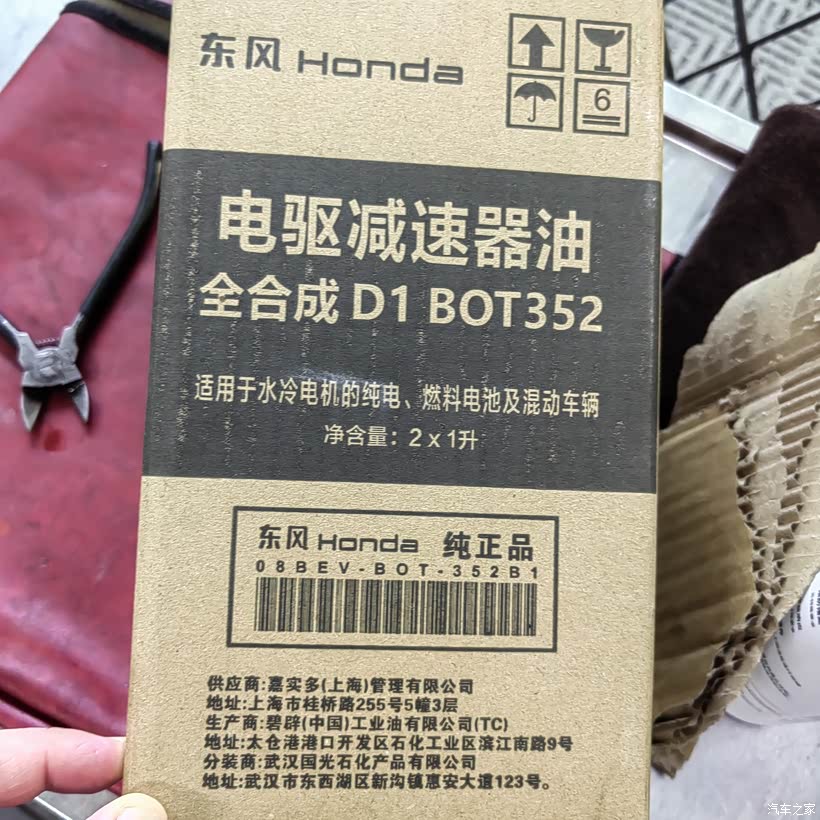 东风 Honda
6
电驱减速器油
全合成 D1 BOT352
适用于水冷电机的纯电、燃料电池及混动车辆
净含量：2 x 1升
东风 Honda 纯正品
08BEV-BOT-352B1
供应商:嘉实多(上海)管理有限公司
地址:上海市桂桥路255号5幢3层
生产商:碧辟(中国)工业油有限公司(TC)
地址:太仓港港口开发区石化工业区滨江南路9号
分装商:武汉国光石化产品有限公司
地址:武汉市东西湖区新沟镇惠安大道123号。
汽车之家